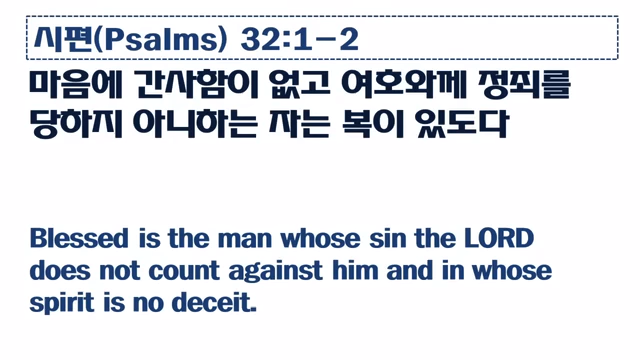 시편(Psalms) 32:1-2
마음에 간사함이 없고 여호와께 정죄를
당하지 아니하는 자는 복이 있도다
Blessed is the man whose sin the LORD
does not count against him and in whose
spirit is no deceit.